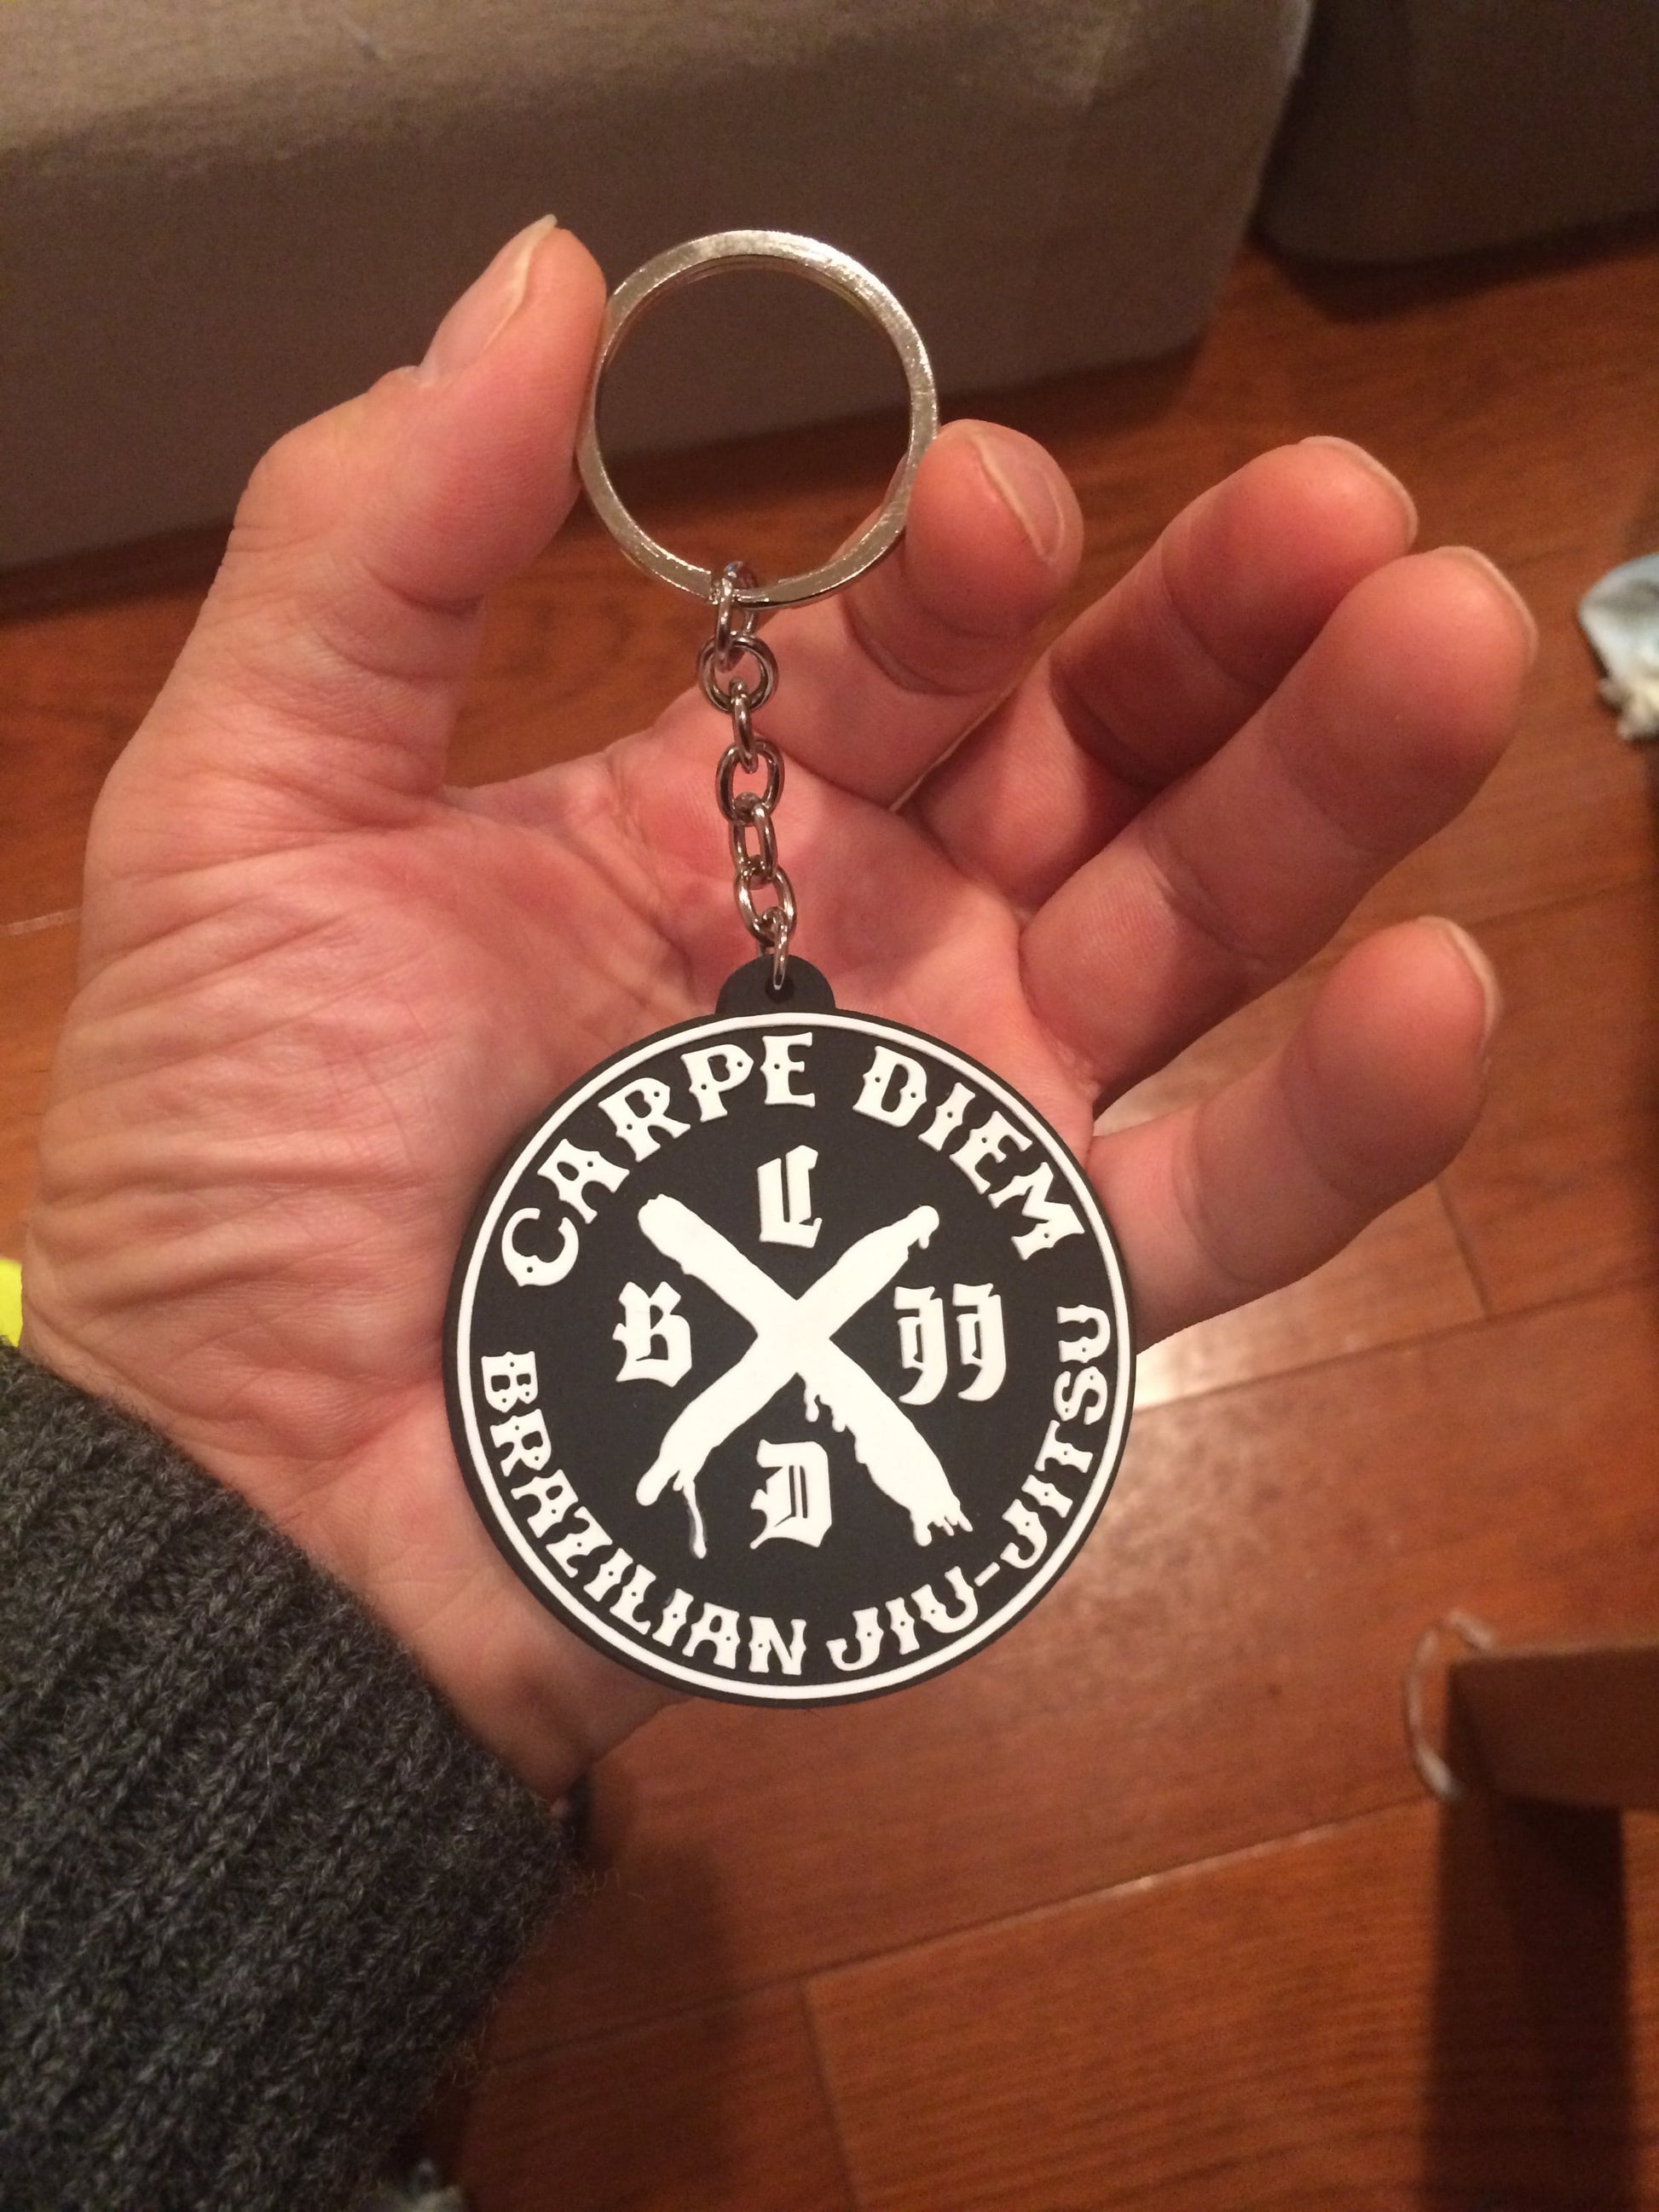 CARPE DIEM
C
B JJ
D
BRAZILIAN JIU-JITSU